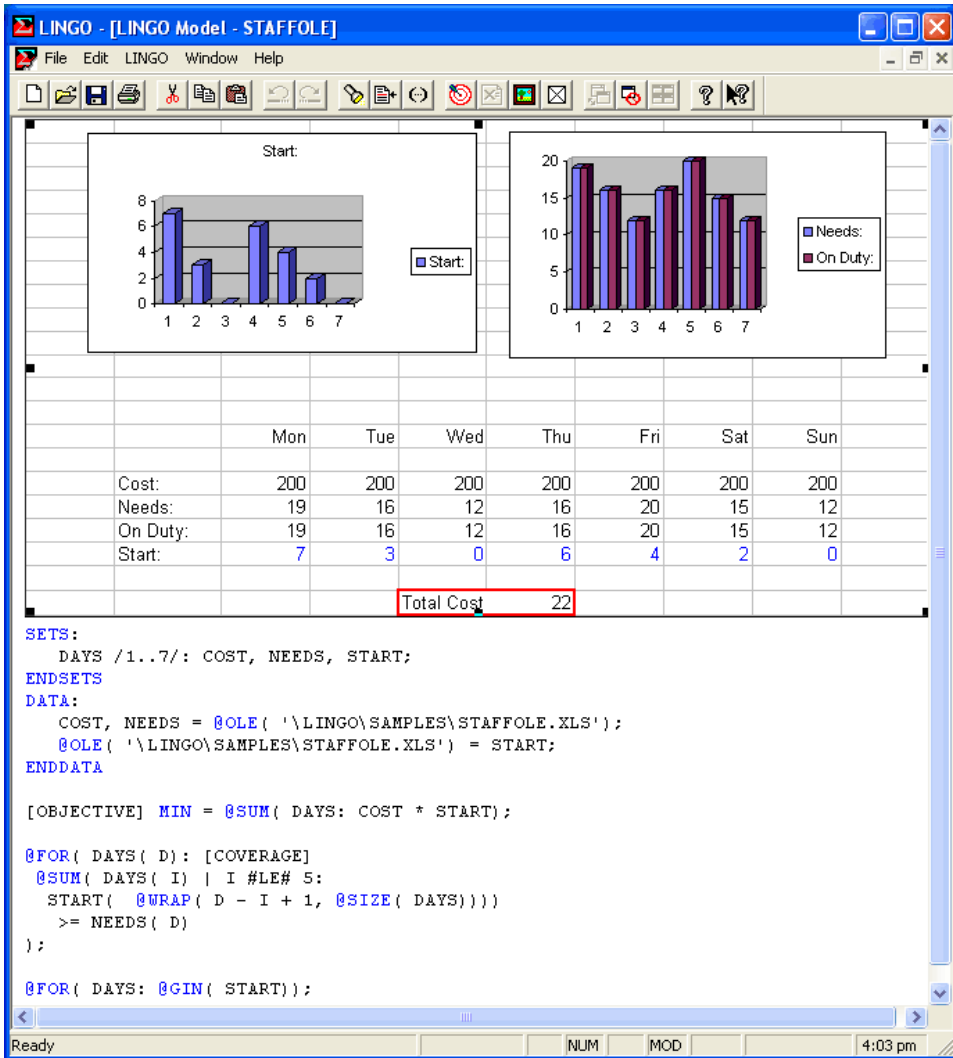 LINGO - [LINGO Model - STAFFOLE]
File Edit LINGO Window Help
Start:
8
6
4
2
0
1 2 3 4 5 6 7
Start:
20
15
10
5
0
1 2 3 4 5 6 7
Needs:
On Duty:
Mon Tue Wed Thu Fri Sat Sun
Cost: 200 200 200 200 200 200 200
Needs: 19 16 12 16 20 15 12
On Duty: 19 16 12 16 20 15 12
Start: 7 3 0 6 4 2 0
Total Cost 22
SETS:
DAYS /1..7/: COST, NEEDS, START;
ENDSETS
DATA:
COST, NEEDS = @OLE( '\LINGO\SAMPLES\STAFFOLE.XLS');
@OLE( '\LINGO\SAMPLES\STAFFOLE.XLS') = START;
ENDDATA
[OBJECTIVE] MIN = @SUM( DAYS: COST * START);
@FOR( DAYS( D): [COVERAGE]
@SUM( DAYS( I) | I #LE# 5:
START( @WRAP( D - I + 1, @SIZE( DAYS))))
>= NEEDS( D)
);
@FOR( DAYS: @GIN( START));
Ready NUM MOD 4:03 pm